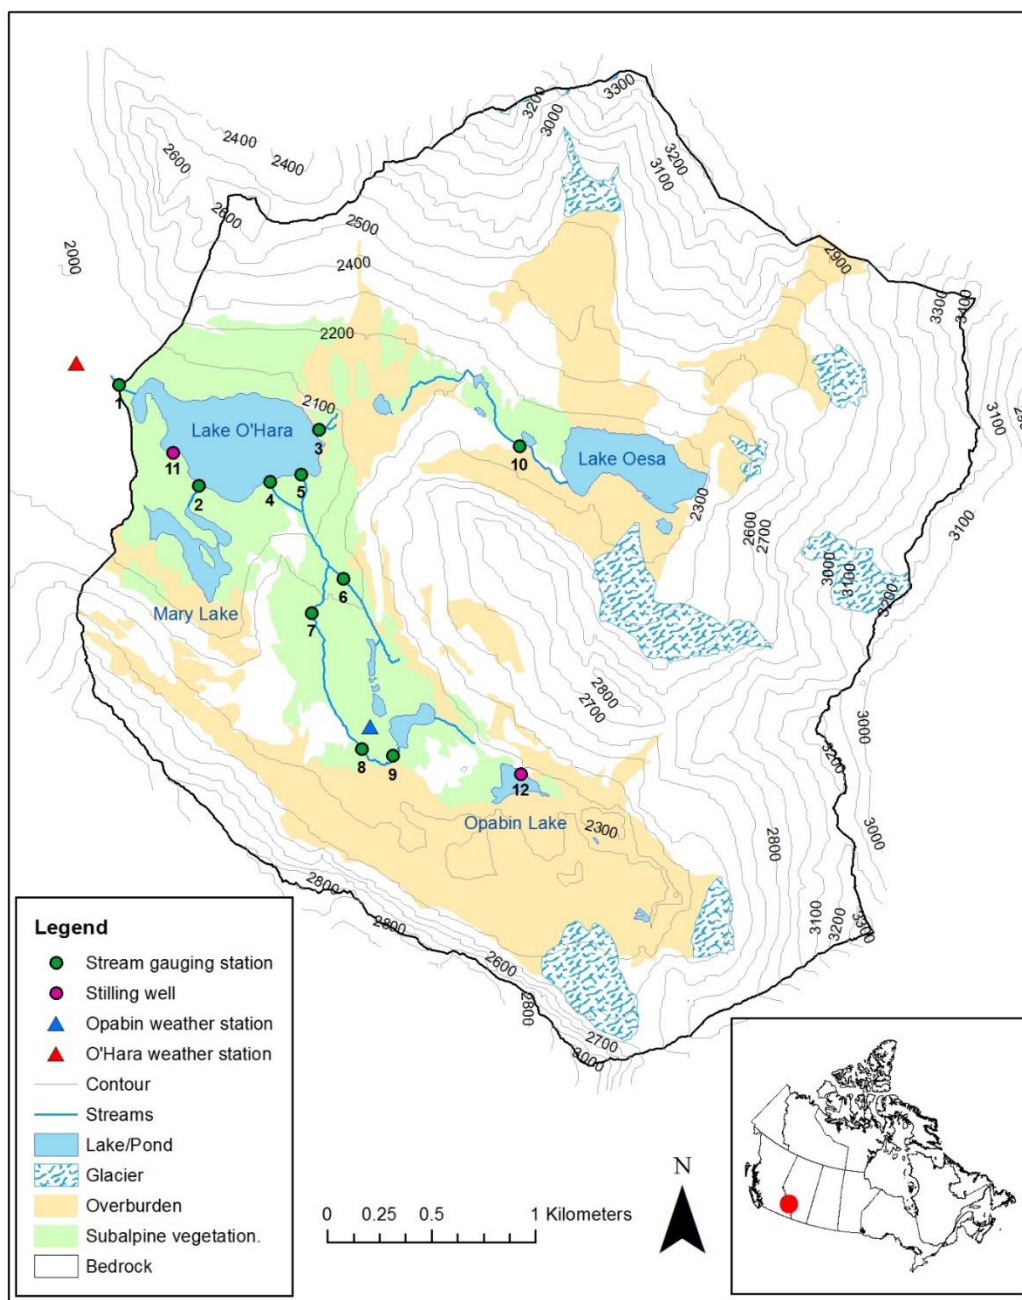 3300
3200
3000
2400
2400
2600
3200
3100
2600
2500
2000
2400
2900
3300
3400
2200
2100
3100
1
Lake O'Hara
3
10
Lake Oesa
11
5
2
4
2300
2600
2700
3100
3000
3100
3200
6
Mary Lake
7
2800
2700
3000
3200
8
9
12
Opabin Lake
2300
2800
3000
2800
2800
3100
3200
3300
2600
2800
2700
3000
Legend
Stream gauging station
Stilling well
Opabin weather station
O'Hara weather station
Contour
Streams
Lake/Pond
Glacier
Overburden
Subalpine vegetation.
Bedrock
0 0.25 0.5 1 Kilometers
N